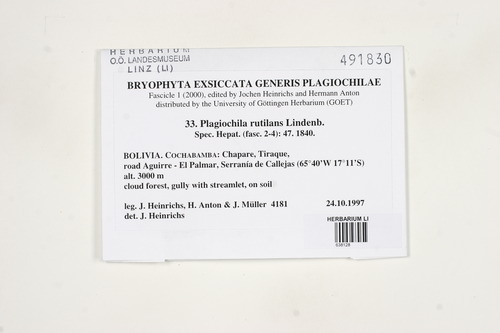 HERBARIUM
O.Ö. LANDESMUSEUM
LINZ (LI)
491830
BRYOPHYTA EXSICCATA GENERIS PLAGIOCHILAE
Fascicle 1 (2000), edited by Jochen Heinrichs and Hermann Anton
distributed by the University of Göttingen Herbarium (GOET)
33. Plagiochila rutilans Lindenb.
Spec. Hepat. (fasc. 2-4): 47. 1840.
BOLIVIA. COCHABAMBA: Chapare, Tiraque,
road Aguirre - El Palmar, Serranía de Callejas (65°40'W 17°11'S)
alt. 3000 m
cloud forest, gully with streamlet, on soil
leg. J. Heinrichs, H. Anton & J. Müller 4181 24.10.1997
det. J. Heinrichs
HERBARIUM LI